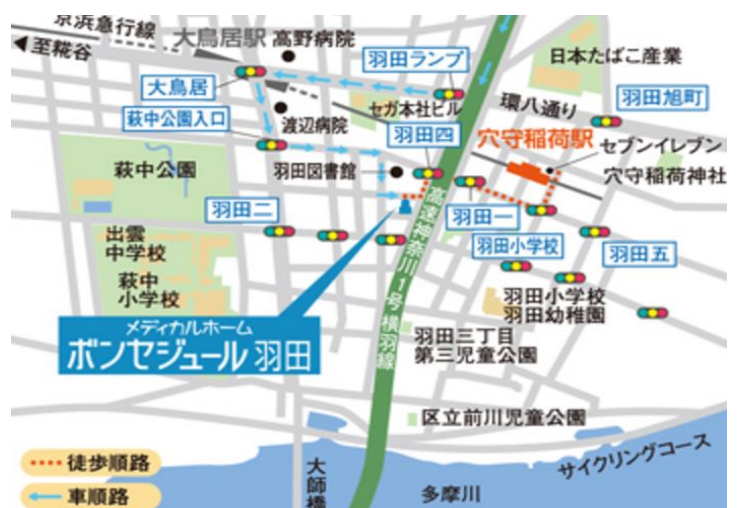 京浜急行線
至糀谷
大鳥居駅
高野病院
羽田ランプ
日本たばこ産業
大鳥居
セガ本社ビル
環八通り
羽田旭町
萩中公園入口
渡辺病院
羽田四
穴守稲荷駅
セブンイレブン
羽田図書館
穴守稲荷神社
萩中公園
羽田二
羽田一
高速神奈川1号横羽線
羽田小学校
羽田五
出雲
中学校
萩中
小学校
羽田小学校
羽田幼稚園
メディカルホーム
ボンセジュール羽田
羽田三丁目
第三児童公園
区立前川児童公園
サイクリングコース
徒歩順路
車順路
大師橋
多摩川